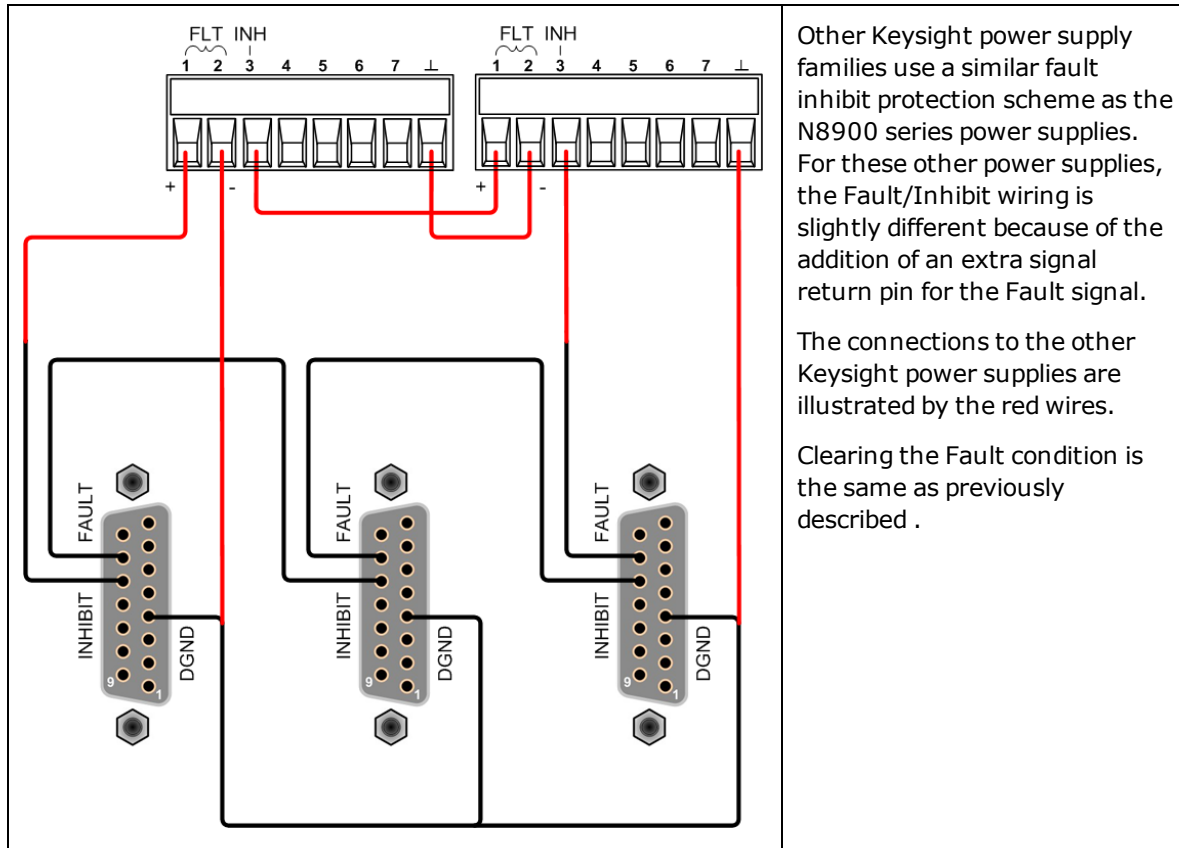 FLT INH
1 2 3 4 5 6 7 ⊥
+ -
FLT INH
1 2 3 4 5 6 7 ⊥
+ -
FAULT
INHIBIT
DGND
9
1
FAULT
INHIBIT
DGND
9
1
FAULT
INHIBIT
DGND
9
1
Other Keysight power supply
families use a similar fault
inhibit protection scheme as the
N8900 series power supplies.
For these other power supplies,
the Fault/Inhibit wiring is
slightly different because of the
addition of an extra signal
return pin for the Fault signal.
The connections to the other
Keysight power supplies are
illustrated by the red wires.
Clearing the Fault condition is
the same as previously
described .